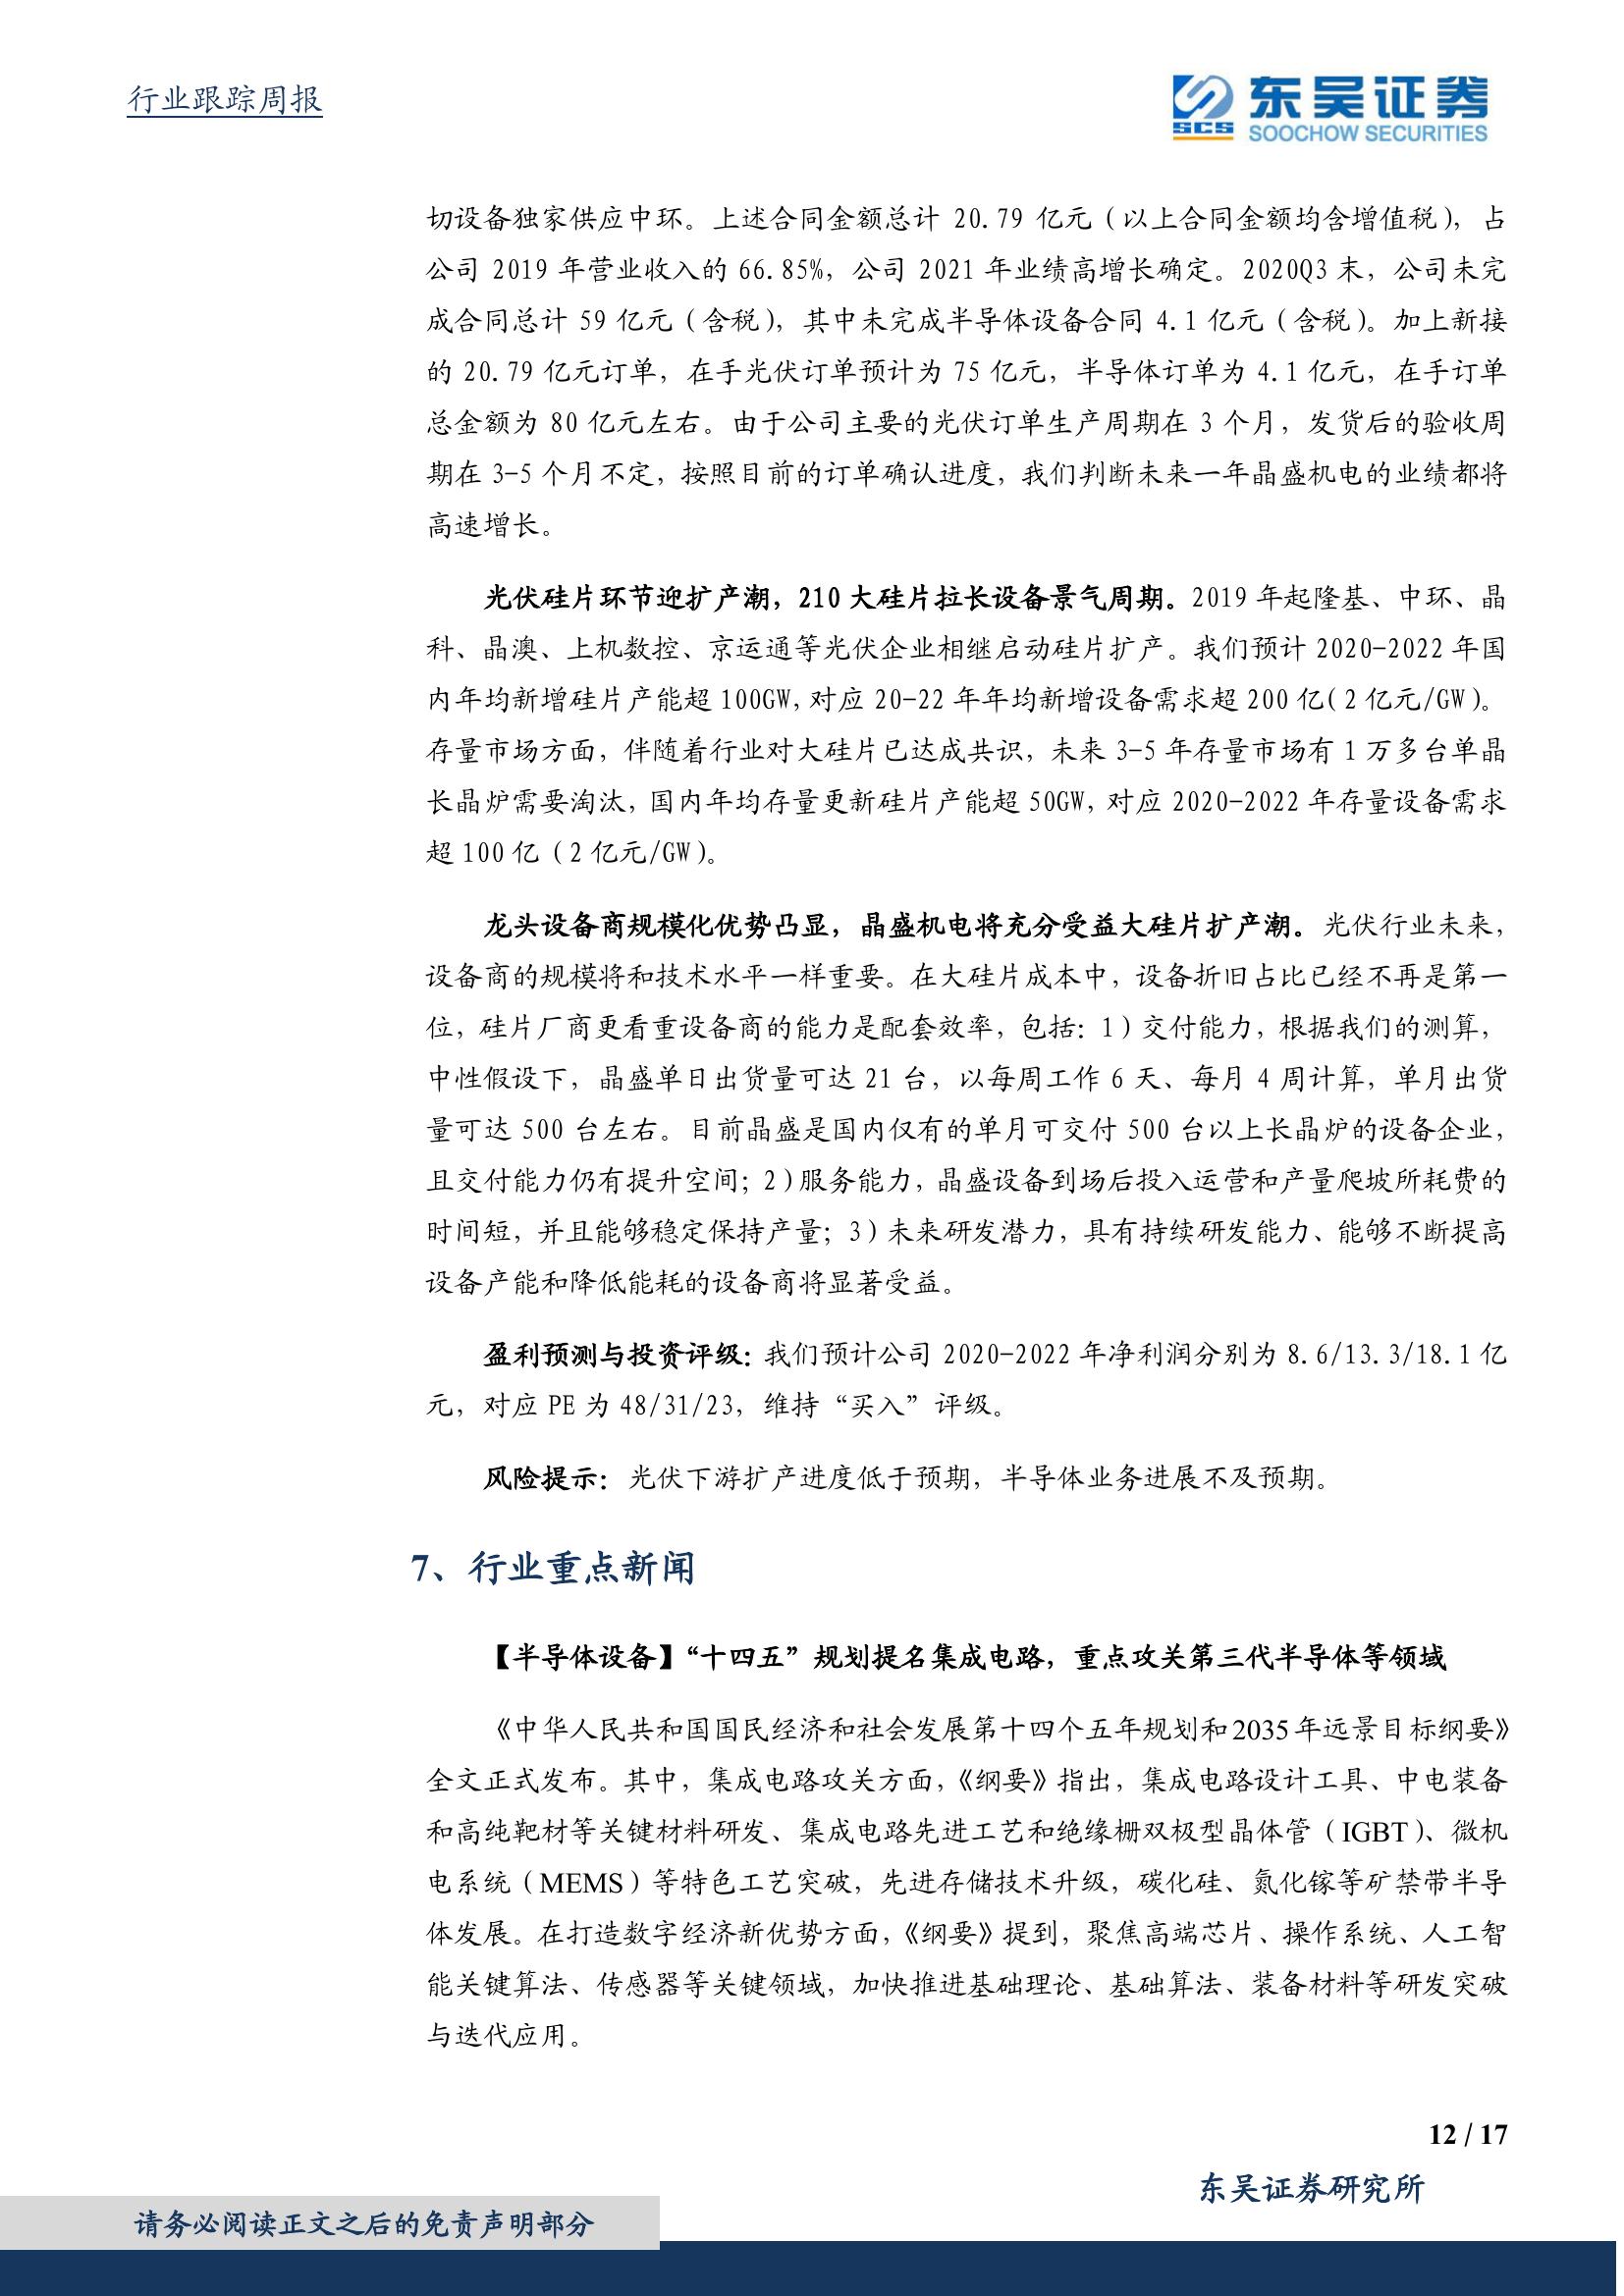 行业跟踪周报
SCS 东吴证券
SOOCHOW SECURITIES
切设备独家供应中环。上述合同金额总计 20.79 亿元（以上合同金额均含增值税），占
公司 2019 年营业收入的 66.85%，公司 2021 年业绩高增长确定。2020Q3 末，公司未完
成合同总计 59 亿元（含税），其中未完成半导体设备合同 4.1 亿元（含税）。加上新接
的 20.79 亿元订单，在手光伏订单预计为 75 亿元，半导体订单为 4.1 亿元，在手订单
总金额为 80 亿元左右。由于公司主要的光伏订单生产周期在 3 个月，发货后的验收周
期在 3-5 个月不定，按照目前的订单确认进度，我们判断未来一年晶盛机电的业绩都将
高速增长。
光伏硅片环节迎扩产潮，210 大硅片拉长设备景气周期。2019 年起隆基、中环、晶
科、晶澳、上机数控、京运通等光伏企业相继启动硅片扩产。我们预计 2020-2022 年国
内年均新增硅片产能超 100GW，对应 20-22 年年均新增设备需求超 200 亿（2 亿元/GW）。
存量市场方面，伴随着行业对大硅片已达成共识，未来 3-5 年存量市场有 1 万多台单晶
长晶炉需要淘汰，国内年均存量更新硅片产能超 50GW，对应 2020-2022 年存量设备需求
超 100 亿（2 亿元/GW）。
龙头设备商规模化优势凸显，晶盛机电将充分受益大硅片扩产潮。光伏行业未来，
设备商的规模将和技术水平一样重要。在大硅片成本中，设备折旧占比已经不再是第一
位，硅片厂商更看重设备商的能力是配套效率，包括：1）交付能力，根据我们的测算，
中性假设下，晶盛单日出货量可达 21 台，以每周工作 6 天、每月 4 周计算，单月出货
量可达 500 台左右。目前晶盛是国内仅有的单月可交付 500 台以上长晶炉的设备企业，
且交付能力仍有提升空间；2）服务能力，晶盛设备到场后投入运营和产量爬坡所耗费的
时间短，并且能够稳定保持产量；3）未来研发潜力，具有持续研发能力、能够不断提高
设备产能和降低能耗的设备商将显著受益。
盈利预测与投资评级：我们预计公司 2020-2022 年净利润分别为 8.6/13.3/18.1 亿
元，对应 PE 为 48/31/23，维持“买入”评级。
风险提示：光伏下游扩产进度低于预期，半导体业务进展不及预期。
7、行业重点新闻
【半导体设备】“十四五”规划提名集成电路，重点攻关第三代半导体等领域
《中华人民共和国国民经济和社会发展第十四个五年规划和2035年远景目标纲要》
全文正式发布。其中，集成电路攻关方面，《纲要》指出，集成电路设计工具、中电装备
和高纯靶材等关键材料研发、集成电路先进工艺和绝缘栅双极型晶体管（IGBT）、微机
电系统（MEMS）等特色工艺突破，先进存储技术升级，碳化硅、氮化镓等矿禁带半导
体发展。在打造数字经济新优势方面，《纲要》提到，聚焦高端芯片、操作系统、人工智
能关键算法、传感器等关键领域，加快推进基础理论、基础算法、装备材料等研发突破
与迭代应用。
12 / 17
东吴证券研究所
请务必阅读正文之后的免责声明部分